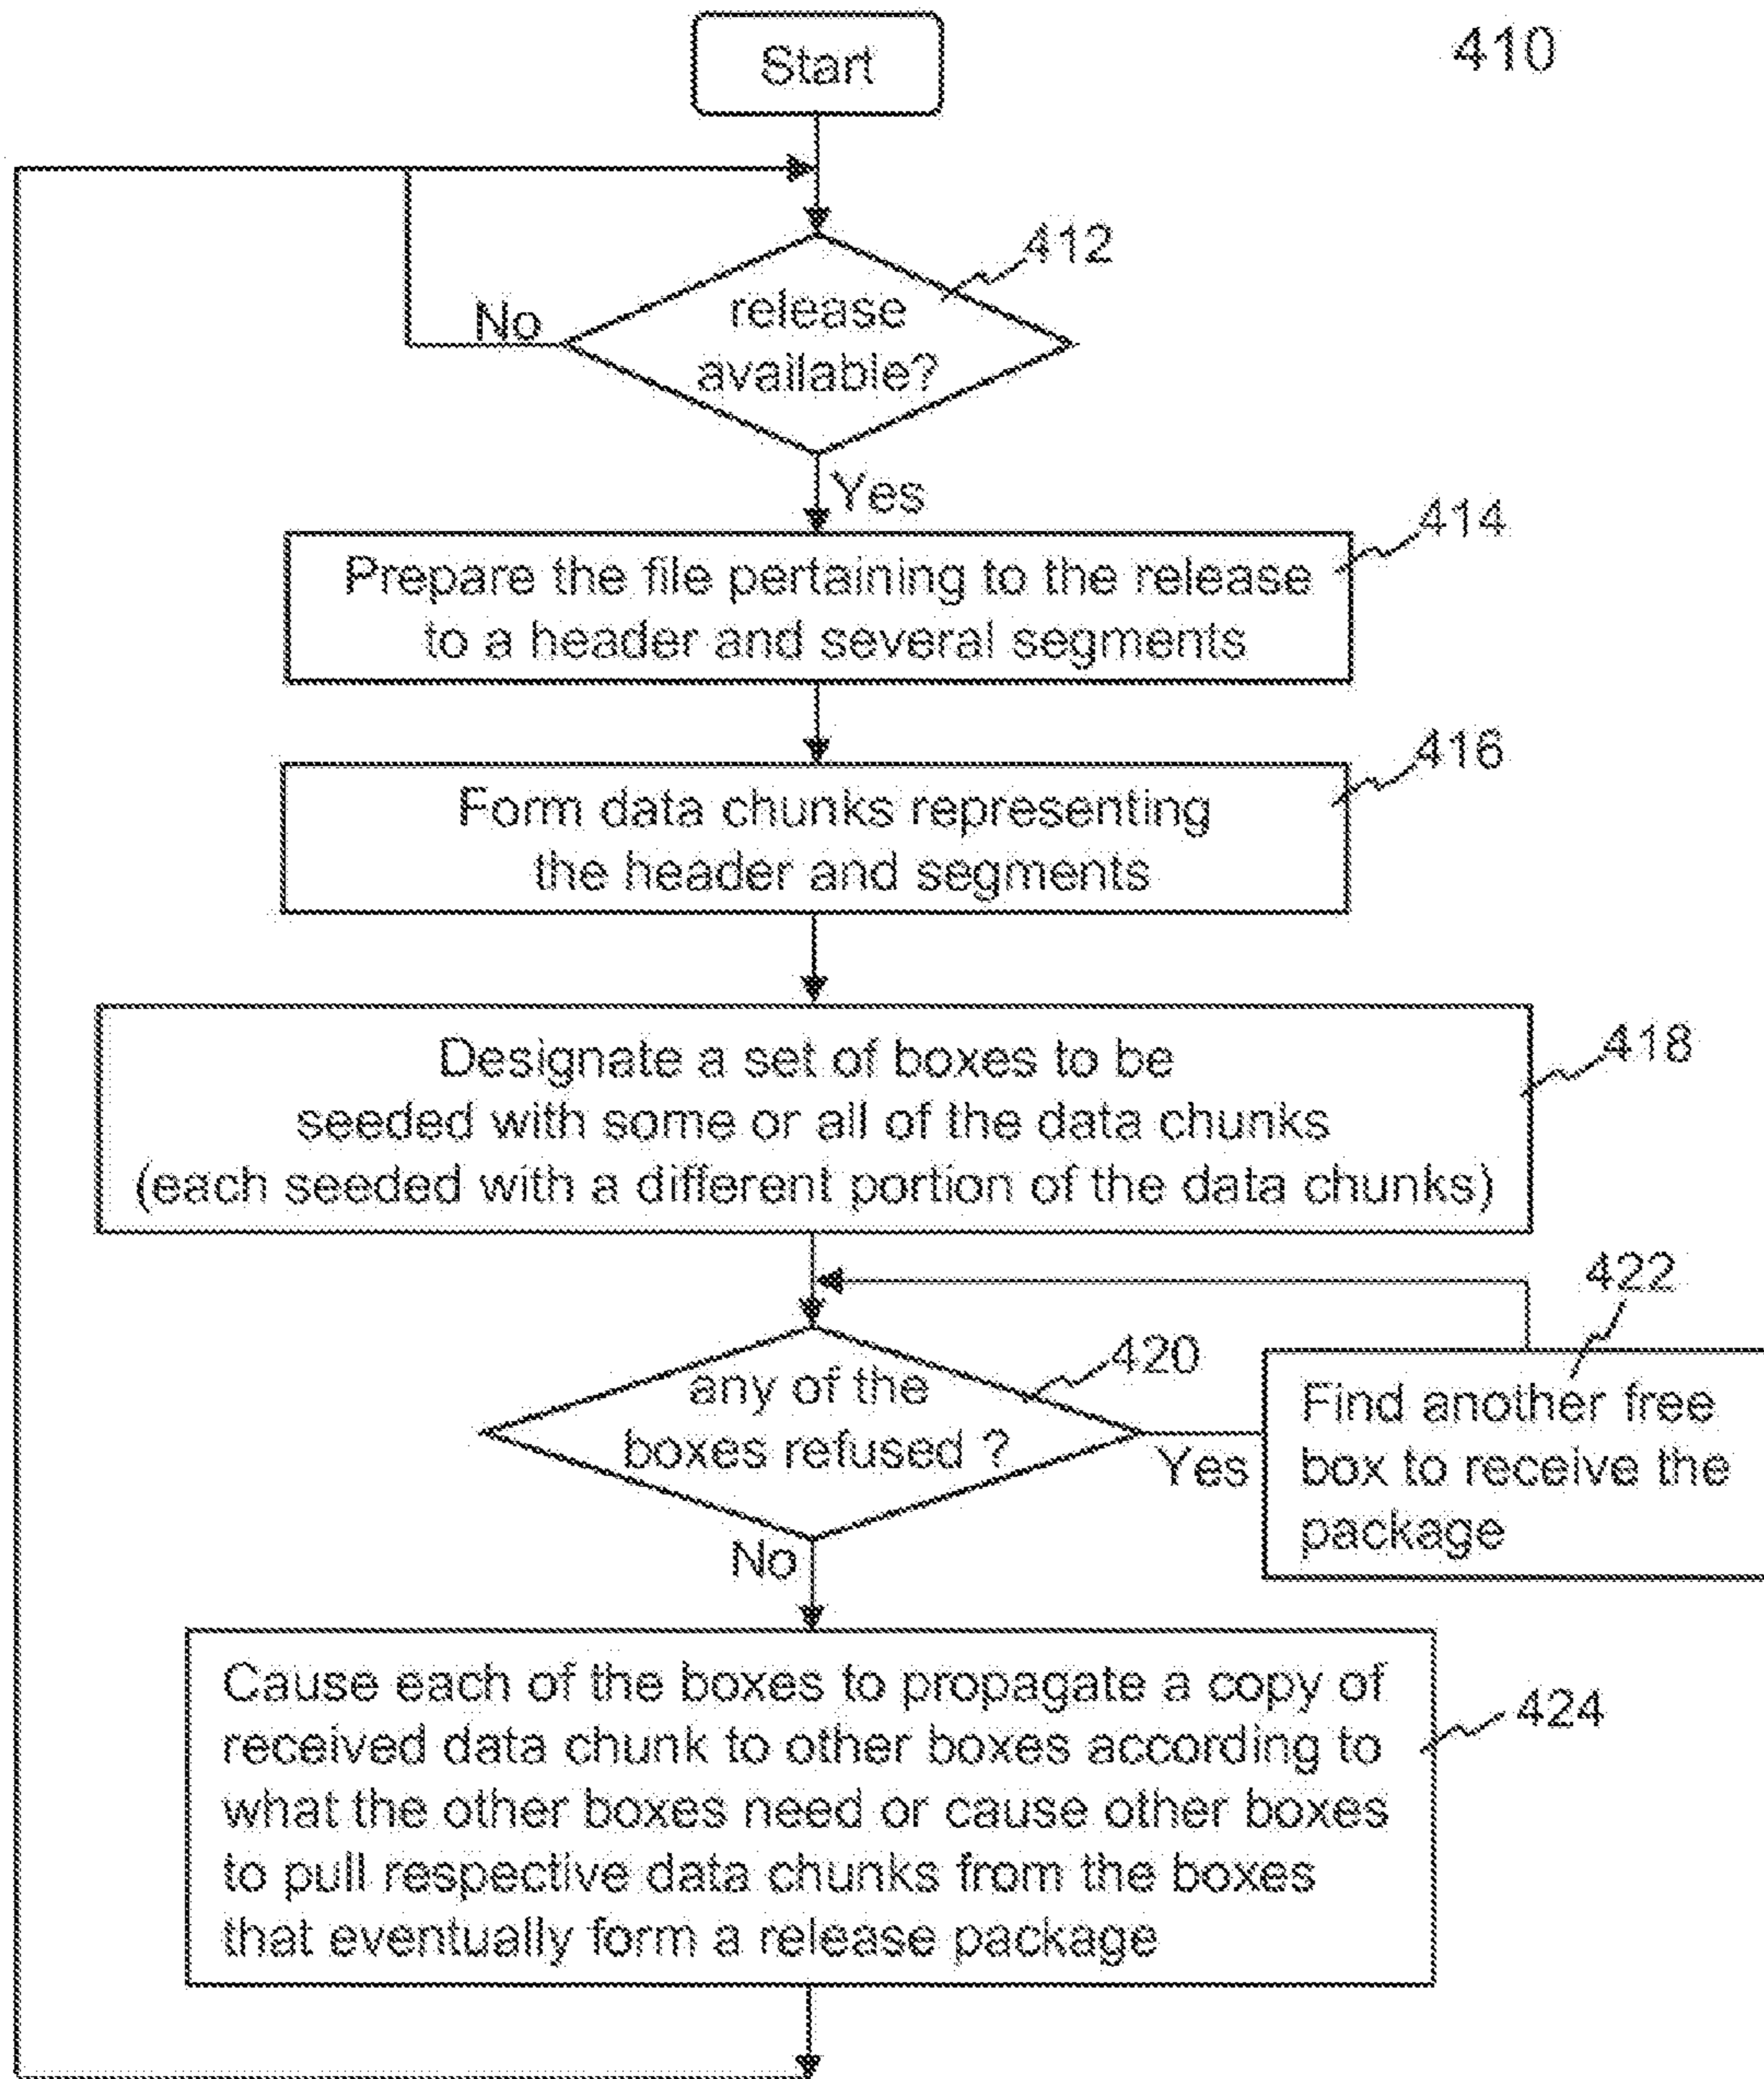 410
Start
412
release
available?
No
Yes
414
Prepare the file pertaining to the release
to a header and several segments
416
Form data chunks representing
the header and segments
418
Designate a set of boxes to be
seeded with some or all of the data chunks
(each seeded with a different portion of the data chunks)
422
420
any of the
boxes refused ?
Yes
Find another free
box to receive the
package
No
424
Cause each of the boxes to propagate a copy of
received data chunk to other boxes according to
what the other boxes need or cause other boxes
to pull respective data chunks from the boxes
that eventually form a release package